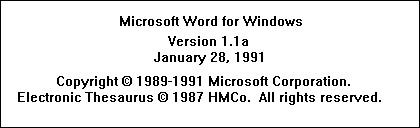 Microsoft Word for Windows
Version 1.1a
January 28, 1991
Copyright © 1989-1991 Microsoft Corporation.
Electronic Thesaurus © 1987 HMCo.  All rights reserved.